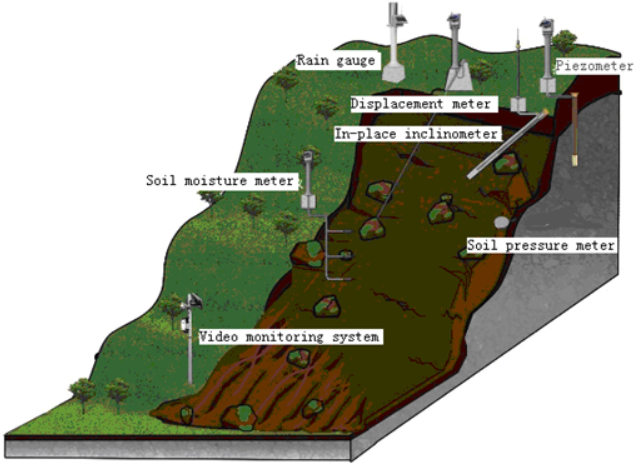 Rain gauge
Piezometer
Displacement meter
In-place inclinometer
Soil moisture meter
Soil pressure meter
Video monitoring system